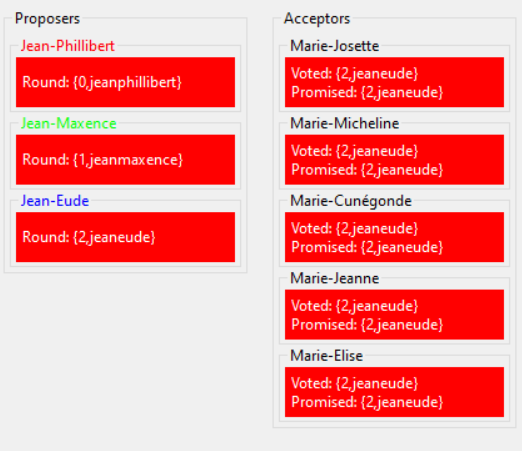 Proposers
Jean-Phillibert
Round: {0,jeanphillibert}
Jean-Maxence
Round: {1,jeanmaxence}
Jean-Eude
Round: {2,jeaneude}
Acceptors
Marie-Josette
Voted: {2,jeaneude}
Promised: {2,jeaneude}
Marie-Micheline
Voted: {2,jeaneude}
Promised: {2,jeaneude}
Marie-Cunégonde
Voted: {2,jeaneude}
Promised: {2,jeaneude}
Marie-Jeanne
Voted: {2,jeaneude}
Promised: {2,jeaneude}
Marie-Elise
Voted: {2,jeaneude}
Promised: {2,jeaneude}